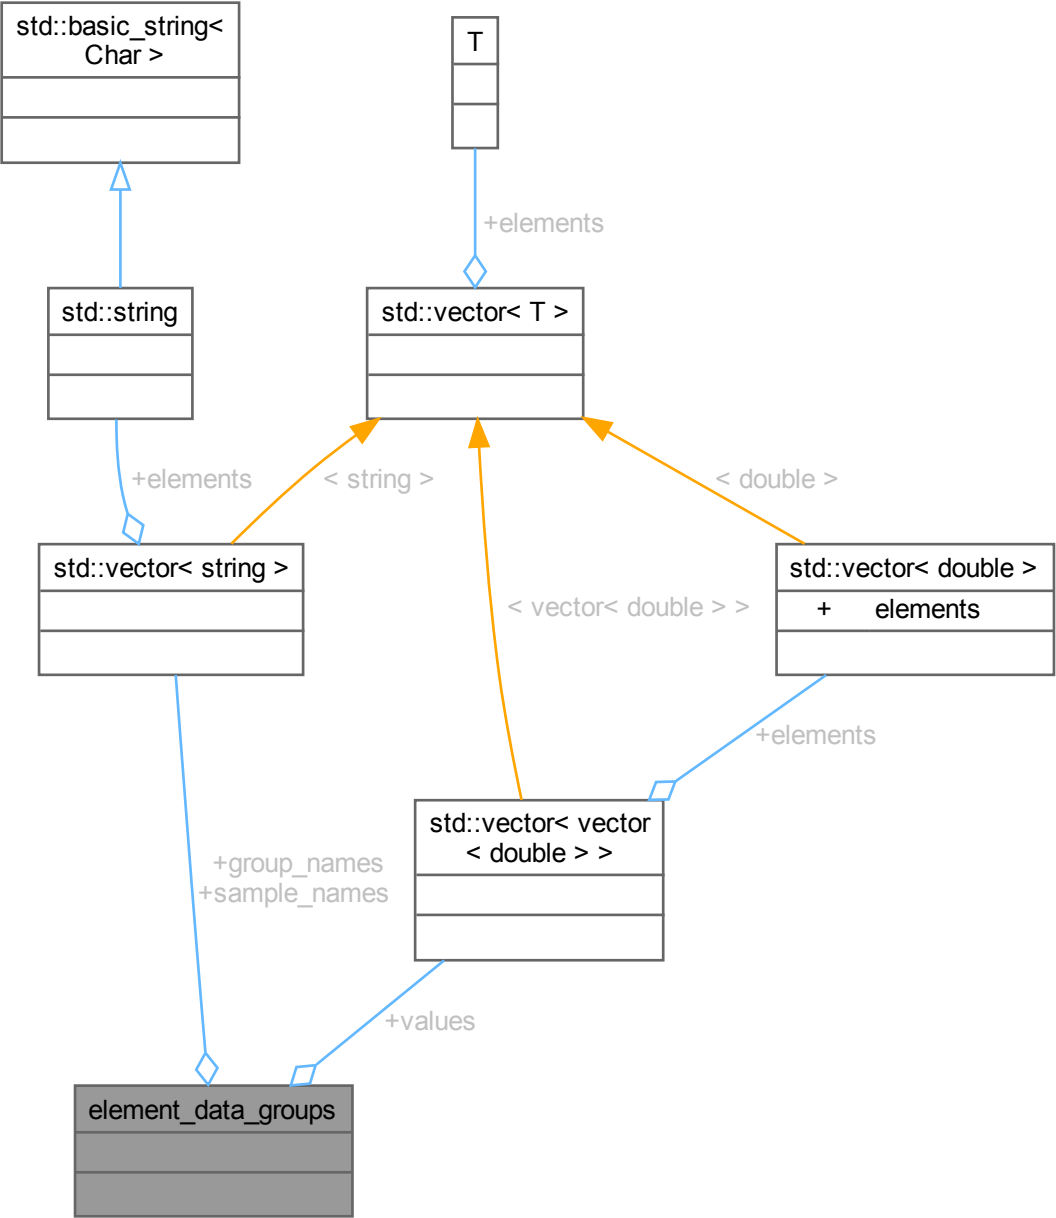 std::basic_string<
Char >
T
+elements
std::string
std::vector< T >
+elements
< string >
< double >
std::vector< string >
std::vector< double >
+ elements
< vector< double > >
+elements
std::vector< vector
< double > >
+group_names
+sample_names
+values
element_data_groups